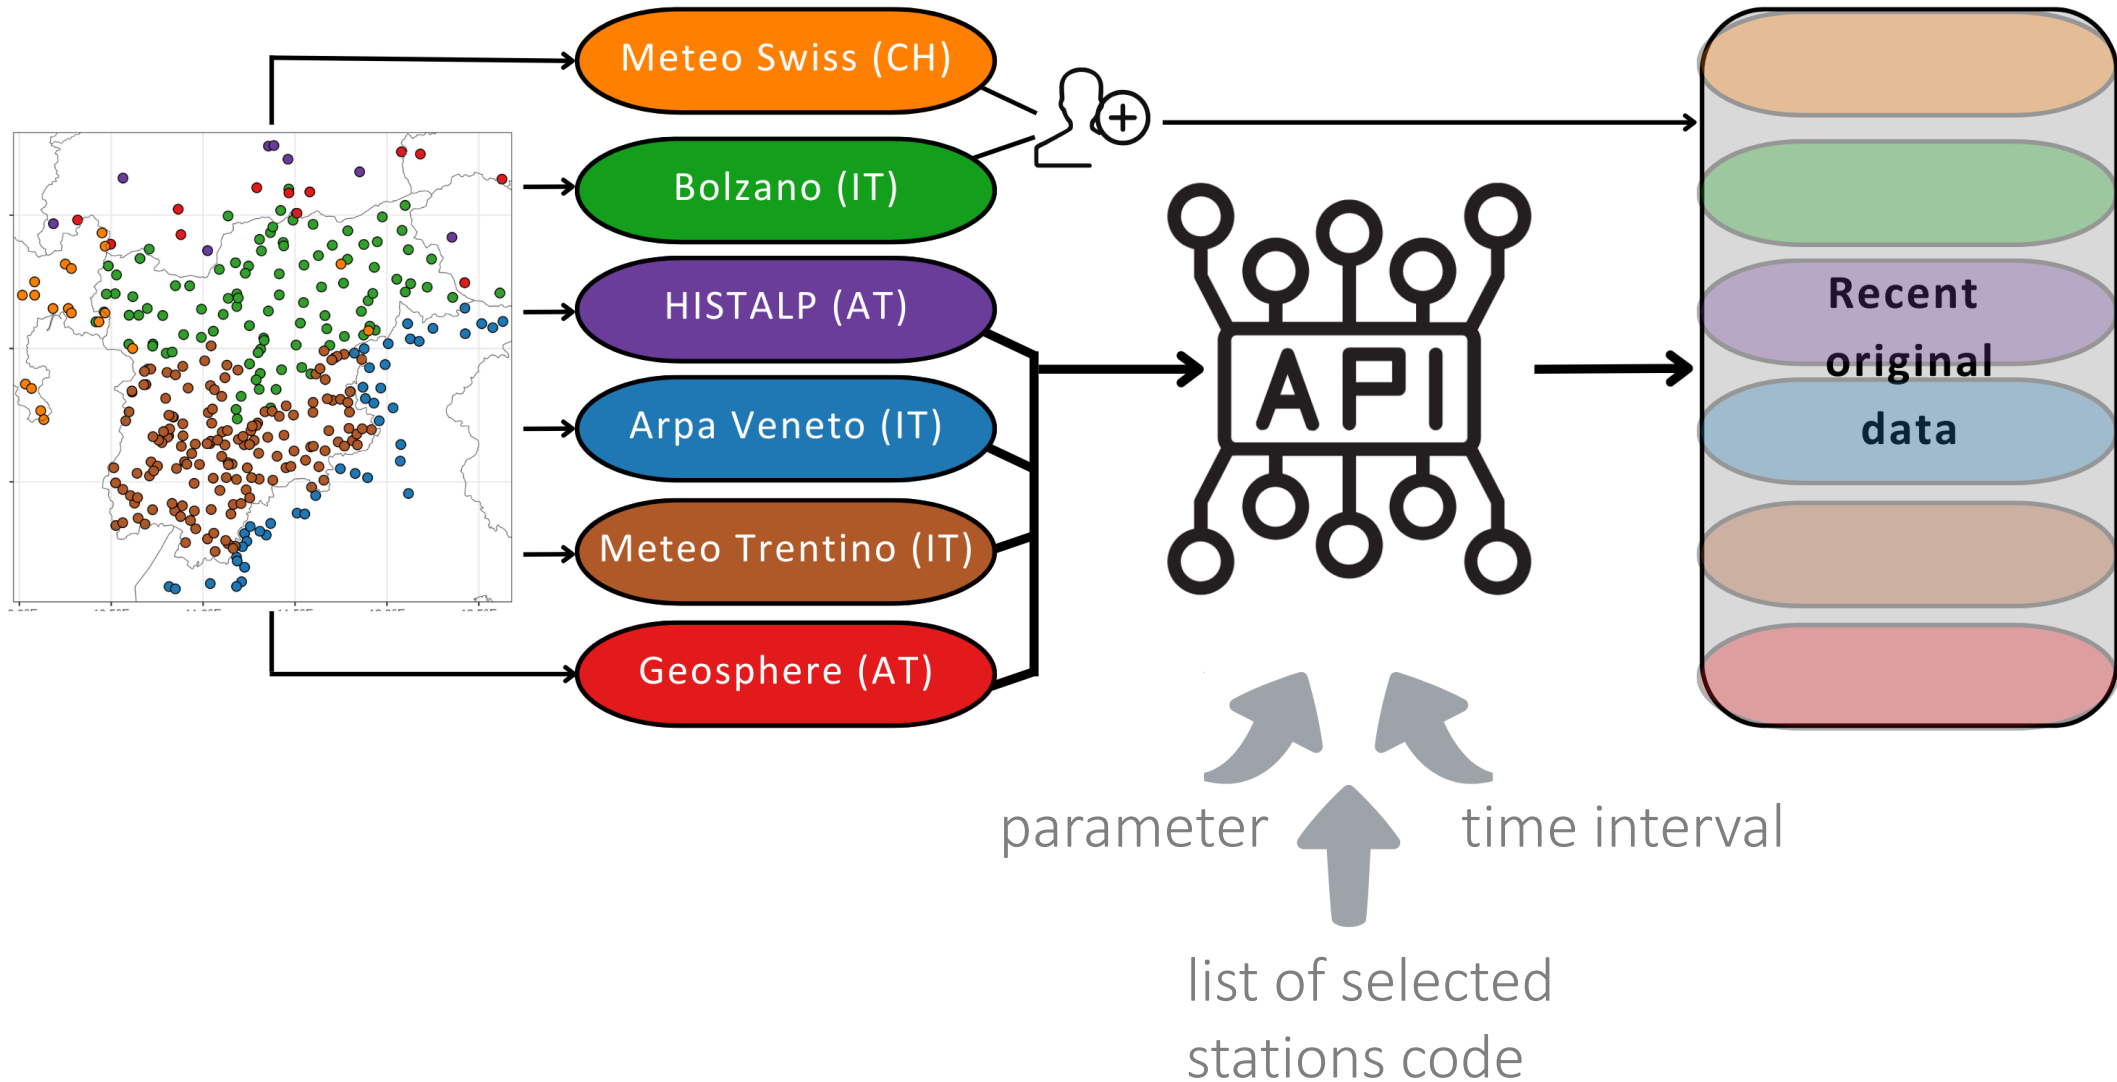 Meteo Swiss (CH)
Bolzano (IT)
HISTALP (AT)
Arpa Veneto (IT)
Meteo Trentino (IT)
Geosphere (AT)
API
Recent
original
data
parameter
time interval
list of selected
stations code